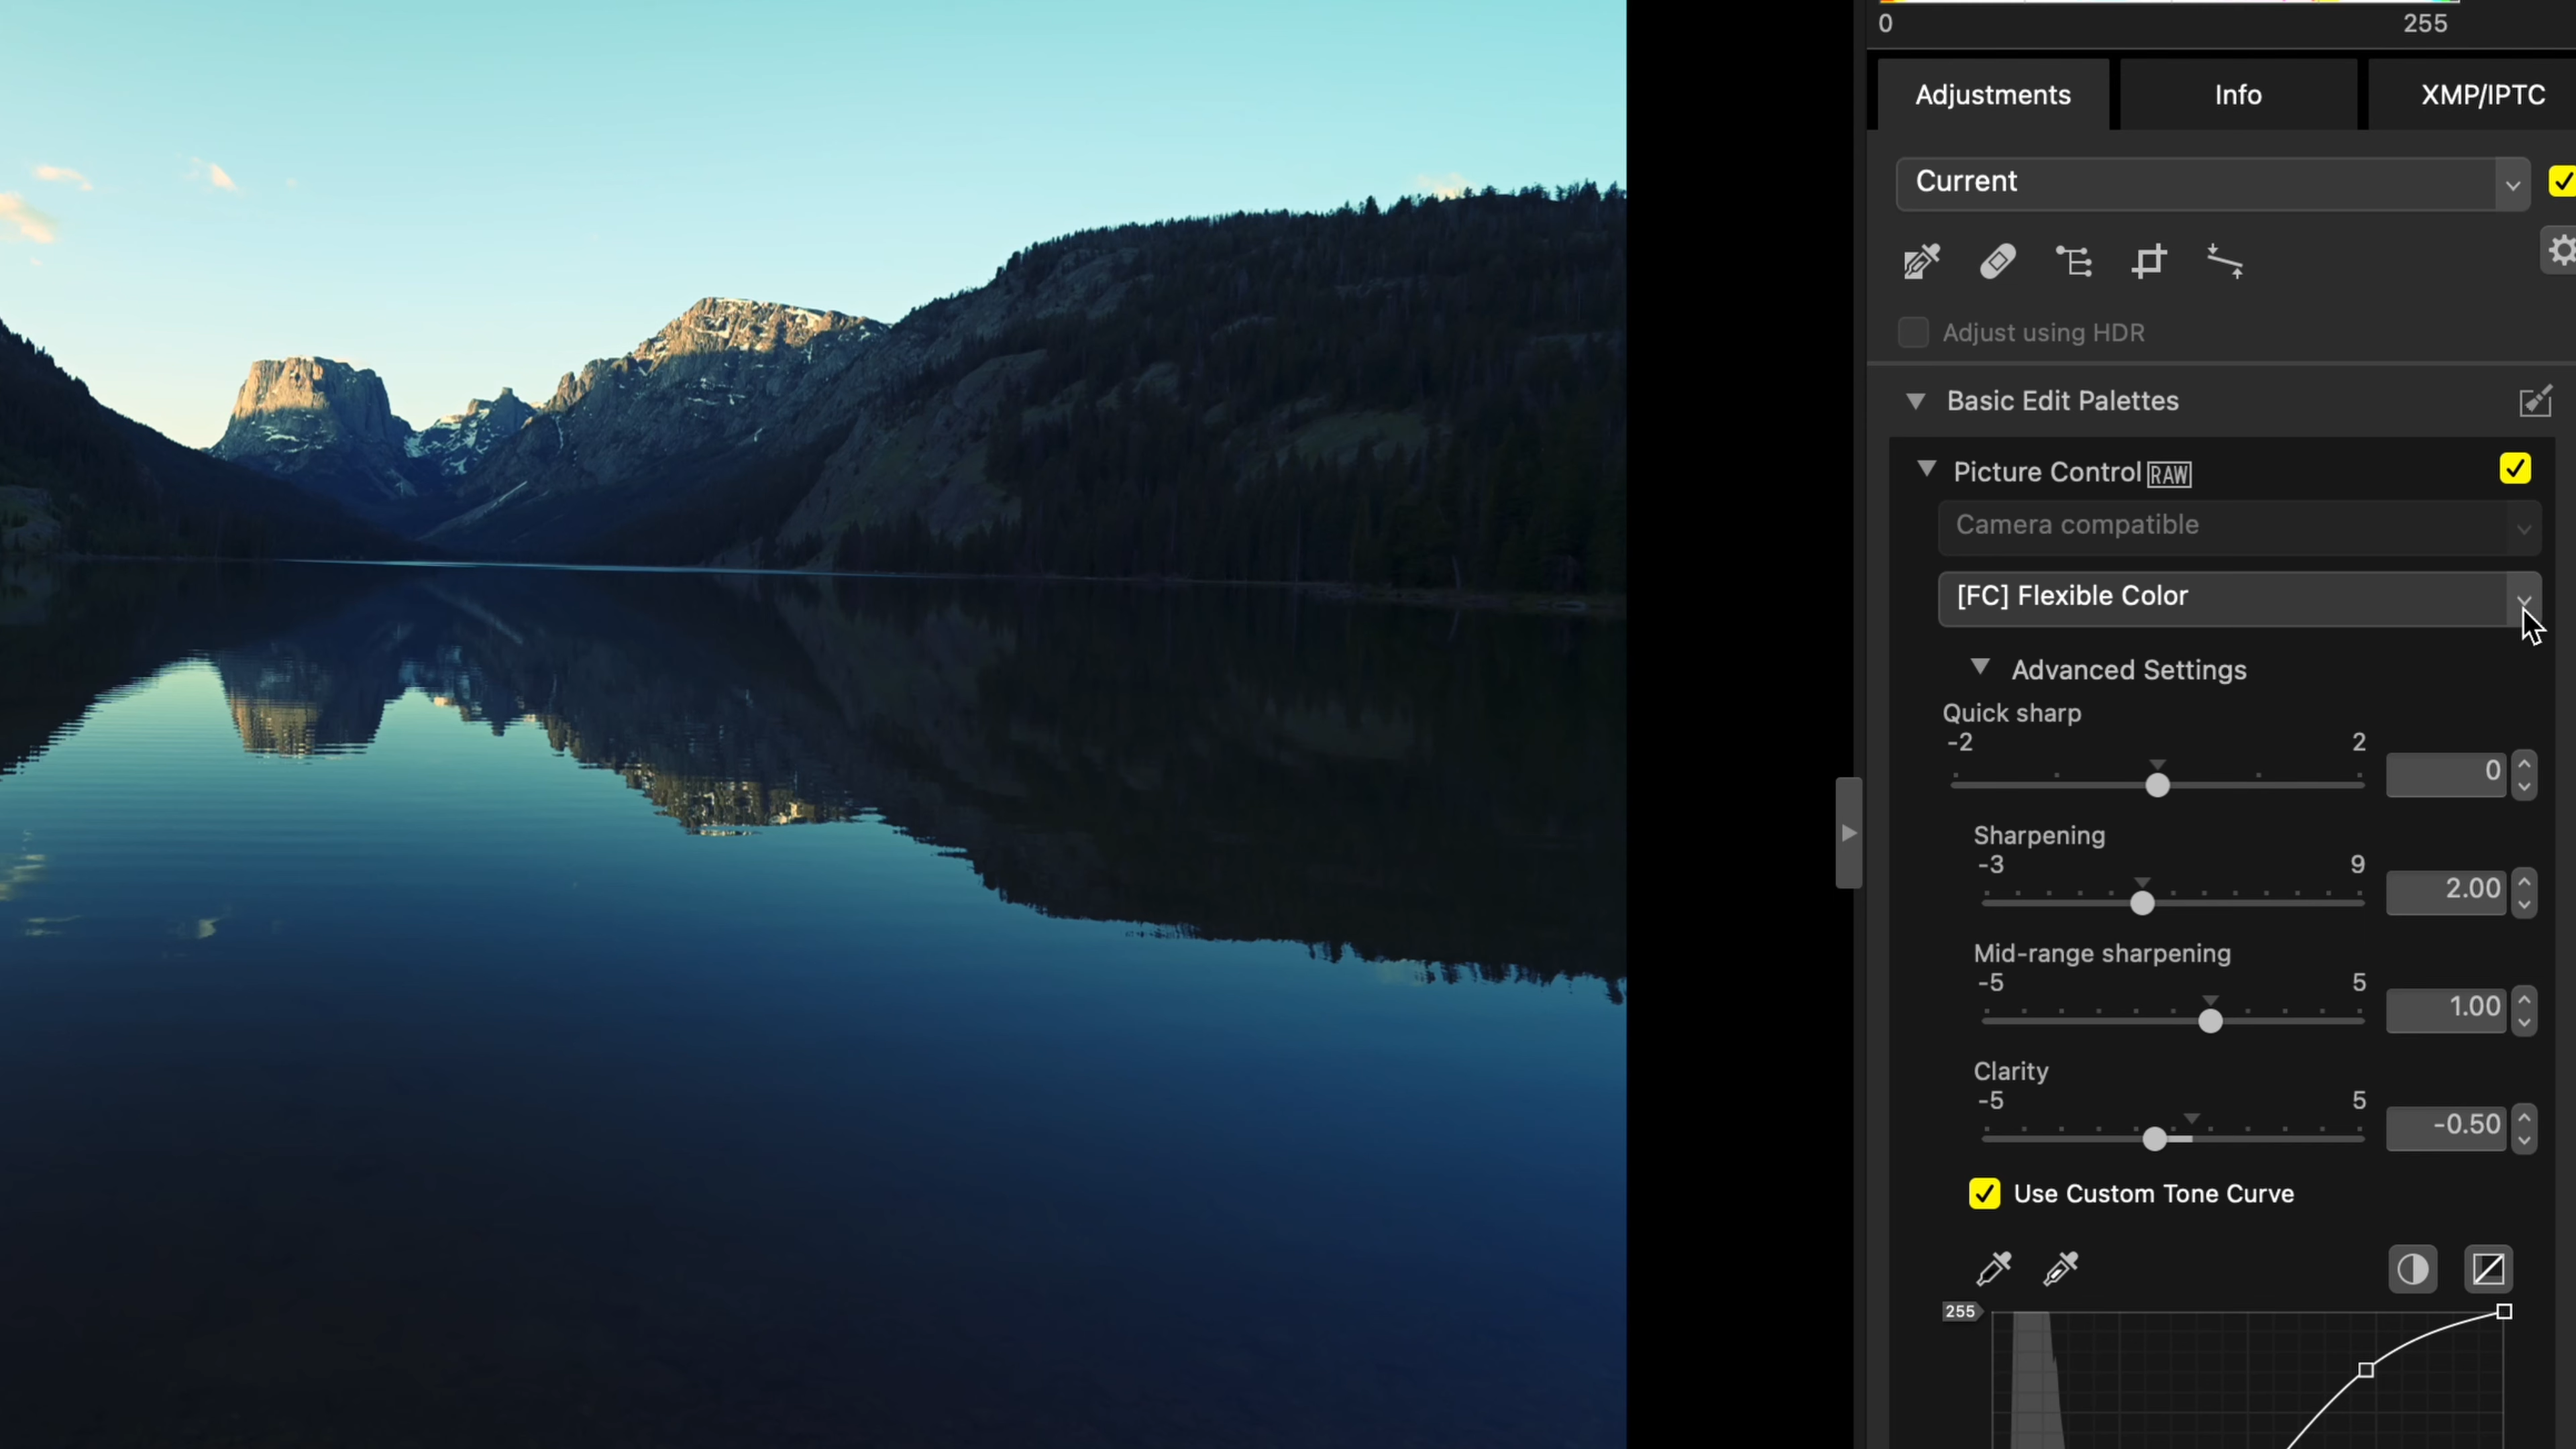 0 255
Adjustments Info XMP/IPTC
Current
Adjust using HDR
Basic Edit Palettes
Picture Control RAW
Camera compatible
[FC] Flexible Color
Advanced Settings
Quick sharp
-2 2
0
Sharpening
-3 9
2.00
Mid-range sharpening
-5 5
1.00
Clarity
-5 5
-0.50
Use Custom Tone Curve
255